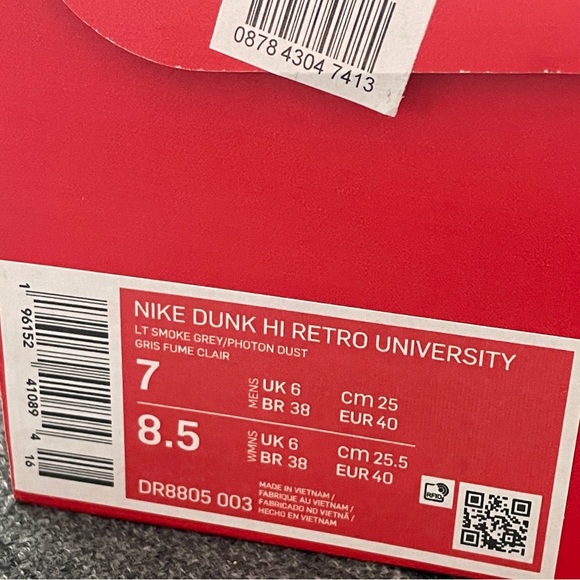 0878 4304 7413
1 96152 41089 4 16
NIKE DUNK HI RETRO UNIVERSITY
LT SMOKE GREY/PHOTON DUST
GRIS FUME CLAIR
7 MENS UK 6 cm 25
BR 38 EUR 40
8.5 WMNS UK 6 cm 25.5
BR 38 EUR 40
DR8805 003
MADE IN VIETNAM /
FABRIQUE AU VIETNAM /
FABRICADO NO VIETNÃ /
HECHO EN VIETNAM
RFID